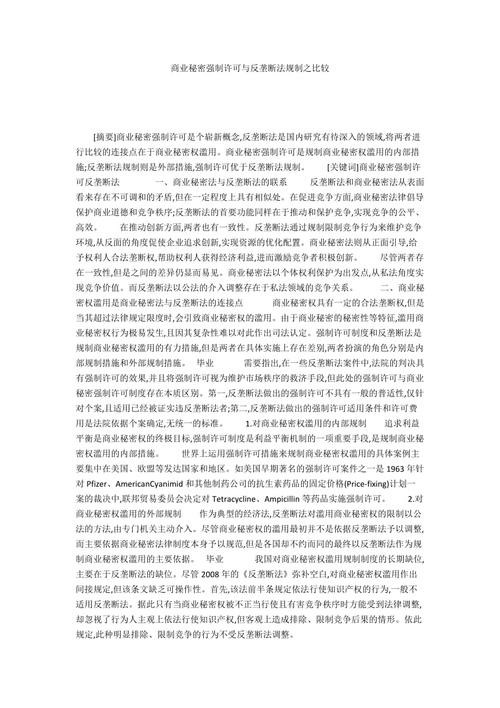 商业秘密强制许可与反垄断法规制之比较
[摘要]商业秘密强制许可是个崭新概念,反垄断法是国内研究有待深入的领域,将两者进
行比较的连接点在于商业秘密权滥用。商业秘密强制许可是规制商业秘密权滥用的内部措
施;反垄断法规制则是外部措施,强制许可优于反垄断法规制。 [关键词]商业秘密强制许
可反垄断法 一、商业秘密法与反垄断法的联系 反垄断法和商业秘密法从表面
看来存在不可调和的矛盾,但在一定程度上具有相似处。在促进竞争方面,商业秘密法倡导保
护商业道德和竞争秩序;反垄断法的首要功能同样在于推动和保护竞争,实现竞争的公平、
高效。 在推动创新方面,两者也有一致性。反垄断法通过规制限制竞争行为来维护竞争
环境,从反面的角度促使企业追求创新,实现资源的优化配置。商业秘密法则从正面引导,给
予权利人合法垄断权,帮助权利人获得经济利益,进而激励竞争者积极创新。 尽管两者存
在一致性,但是之间的差异仍显而易见。商业秘密法以个体权利保护为出发点,从私法角度实
现竞争价值。而反垄断法以公法的介入调整存在于私法领域的竞争关系。 二、商业秘
密权滥用是商业秘密法与反垄断法的连接点 商业秘密权具有一定的合法垄断权,但是
当其超过法律规定限度时,会引致商业秘密权的滥用。由于商业秘密的秘密性等特征,滥用商
业秘密权行为极易发生,且因其复杂性难以对此作出司法认定。强制许可制度和反垄断法是
规制商业秘密权滥用的有力措施,但是两者在具体实施上存在差别,两者扮演的角色分别是内
部规制措施和外部规制措施。 毕业 需要指出,在一些反垄断法案件中,法院的判决具
有强制许可的效果,并且将强制许可视为维护市场秩序的救济手段,但此处的强制许可与商业
秘密强制许可制度存在本质区别。第一,反垄断法做出的强制许可不具有一般的普适性,仅针
对个案,且适用已经被证实违反垄断法者;第二,反垄断法做出的强制许可适用条件和许可费
用是法院依据个案确定,无统一的标准。 1.对商业秘密权滥用的内部规制 追求利益
平衡是商业秘密权的终极目标,强制许可制度是利益平衡机制的一项重要手段,是规制商业秘
密权滥用的内部措施。 世界上运用强制许可措施来规制商业秘密权滥用的具体案例主
要集中在美国、欧盟等发达国家和地区。如美国早期著名的强制许可案件之一是 1963 年针
对 Pfizer、AmericanCyanimid 和其他制药公司的抗生素药品的固定价格(Price-fixing)计划一
案的裁决中,联邦贸易委员会决定对 Tetracycline、Ampicillin 等药品实施强制许可。 2.对
商业秘密权滥用的外部规制 作为典型的经济法,反垄断法对滥用商业秘密权的限制以公
法的方法,由专门机关主动介入。尽管商业秘密权的滥用最初并不是依据反垄断法予以调整,
而主要依据商业秘密法律制度本身予以规范,但是各国却不约而同的最终以反垄断法作为规
制商业秘密权滥用的主要依据。 毕业 我国对商业秘密权滥用规制制度的长期缺位,
主要在于反垄断法的缺位。尽管 2008 年的《反垄断法》弥补空白,对商业秘密权滥用作出
间接规定,但该条文缺乏可操作性。首先,该法前半条规定依法行使知识产权的行为,一般不
适用反垄断法。据此只有当商业秘密权被不正当行使且有害竞争秩序时方能受到法律调整,
却忽视了行为人主观上依法行使知识产权,但客观上造成排除、限制竞争后果的情形。依此
规定,此种明显排除、限制竞争的行为不受反垄断法调整。